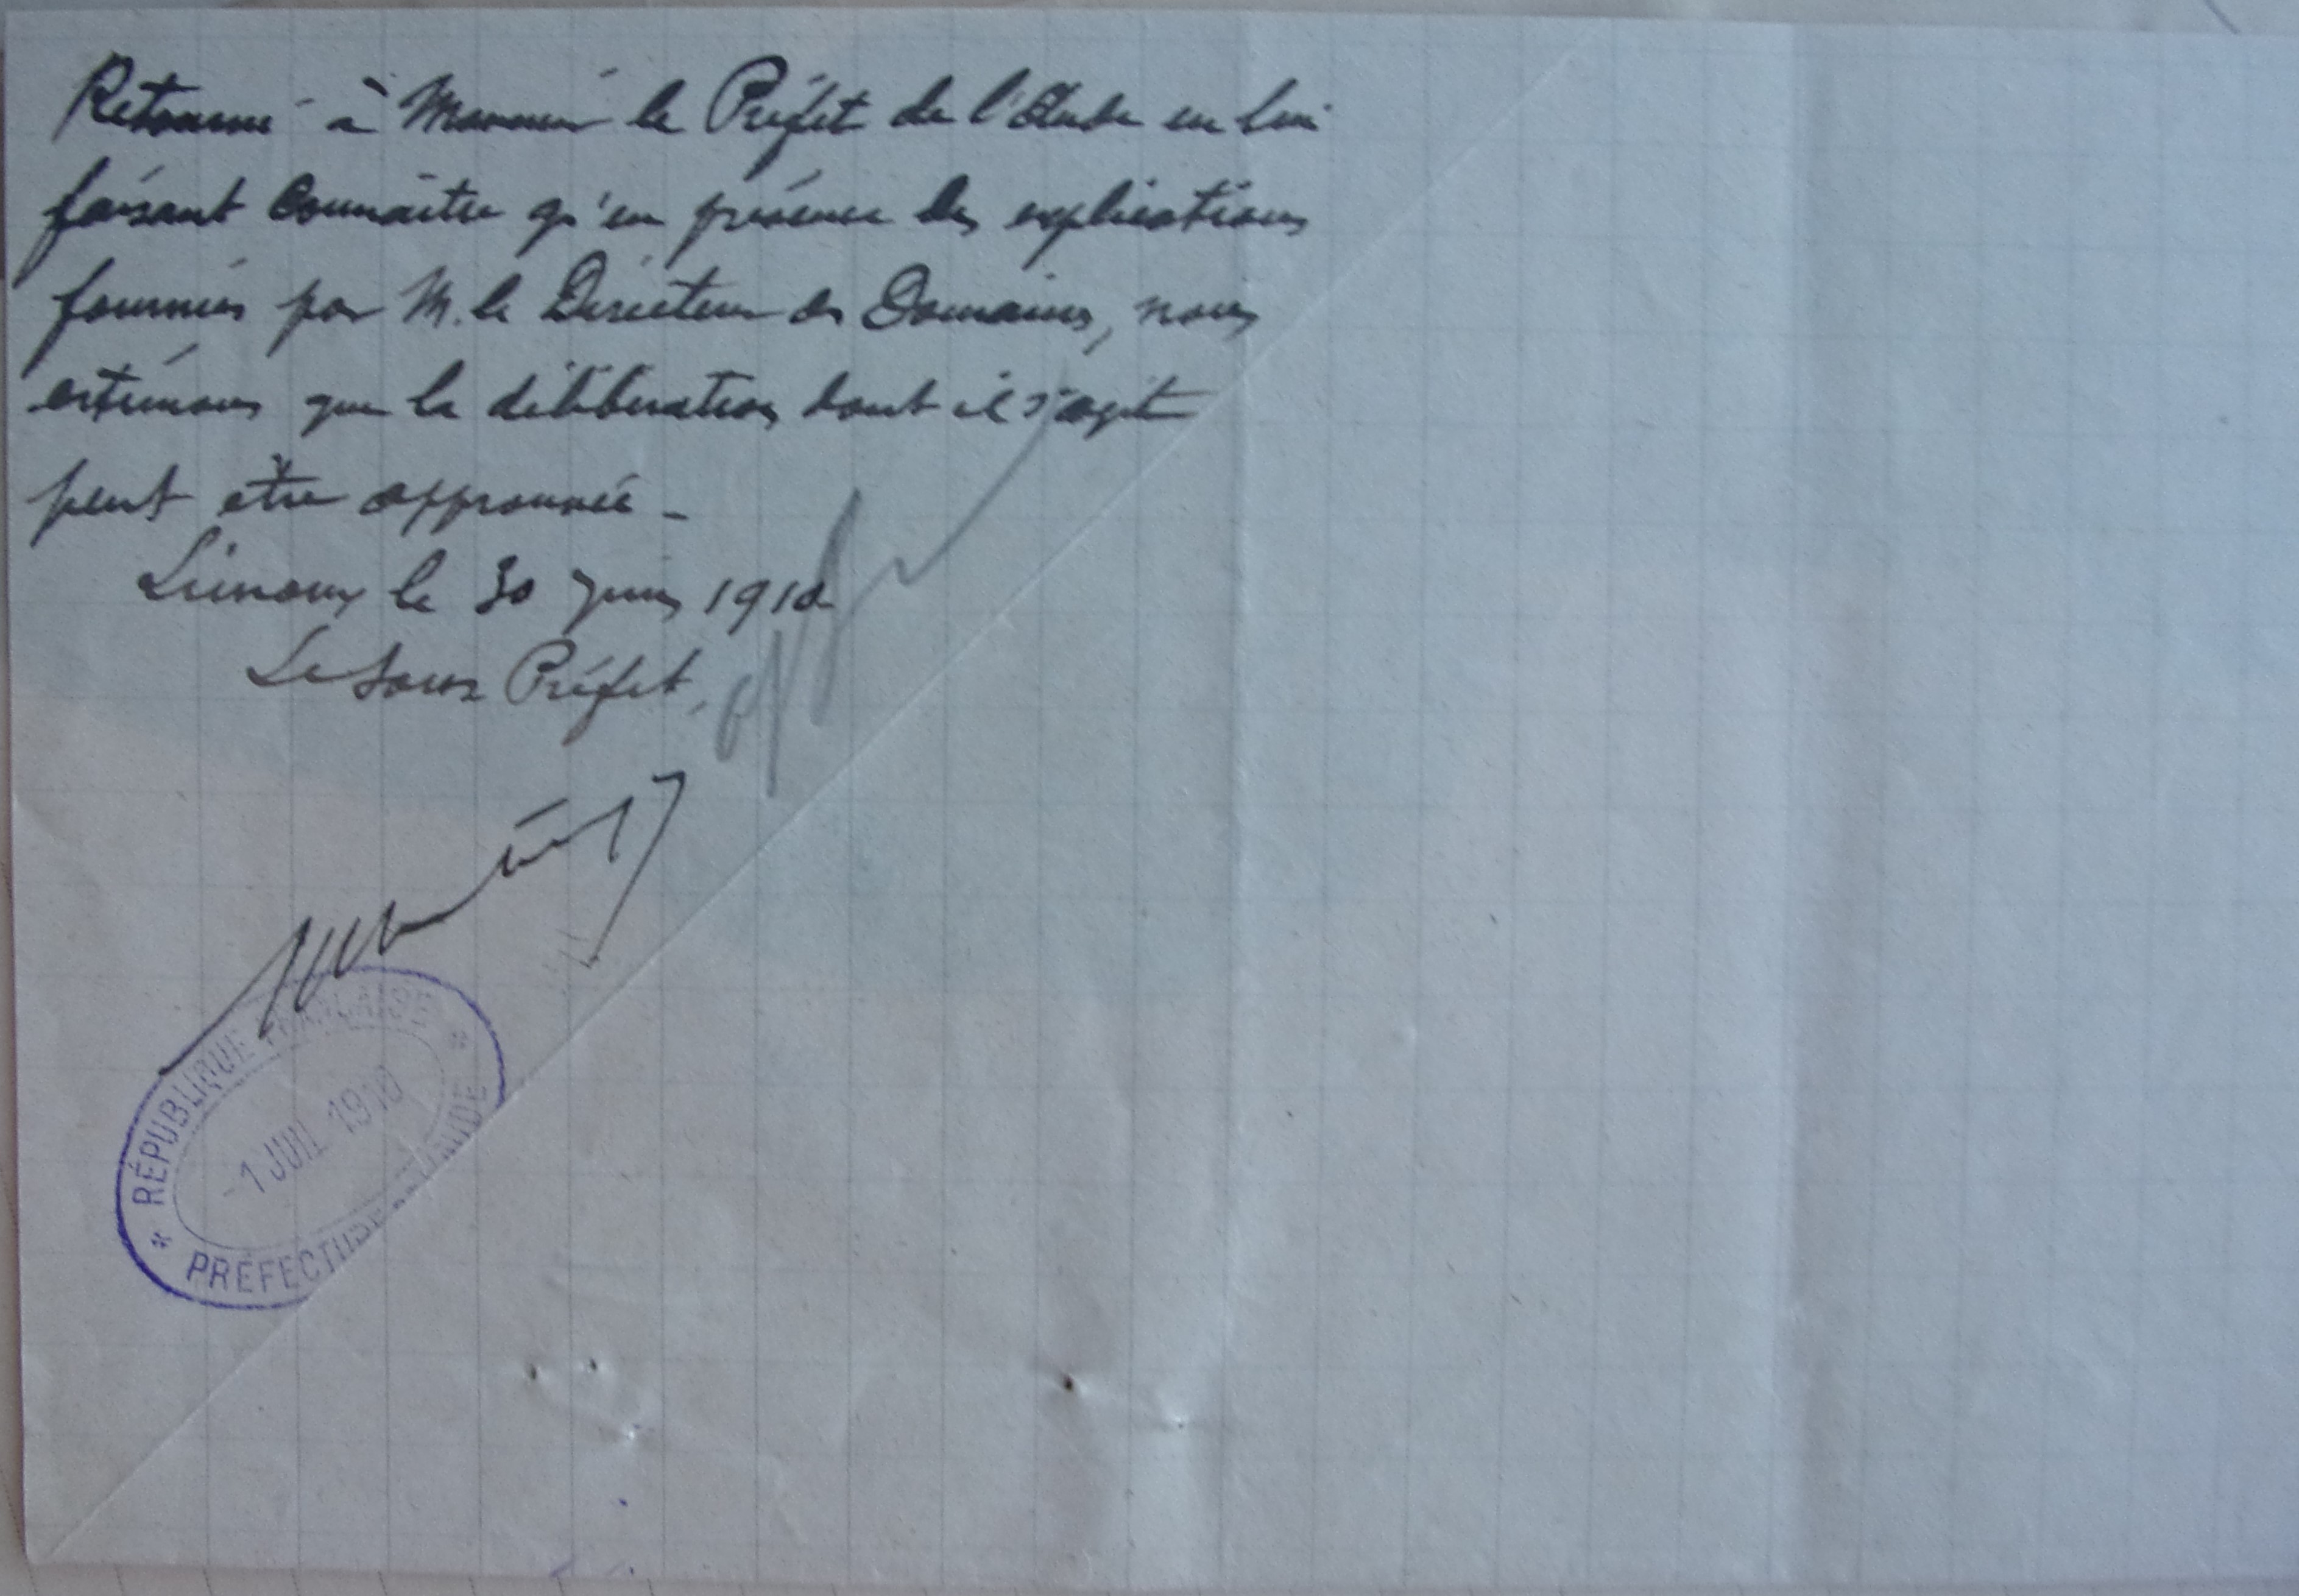 Retourné à Monsieur le Préfet de l'Aude en lui
faisant connaître qu'en présence des explications
fournies par M. le Directeur des Domaines, nous
estimons que la délibération dont il s'agit
peut être approuvée -
Limoux le 30 juin 1910
Le Sous Préfet,
RÉPUBLIQUE FRANÇAISE
-1 JUIL 1910
PRÉFECTURE DE L'AUDE